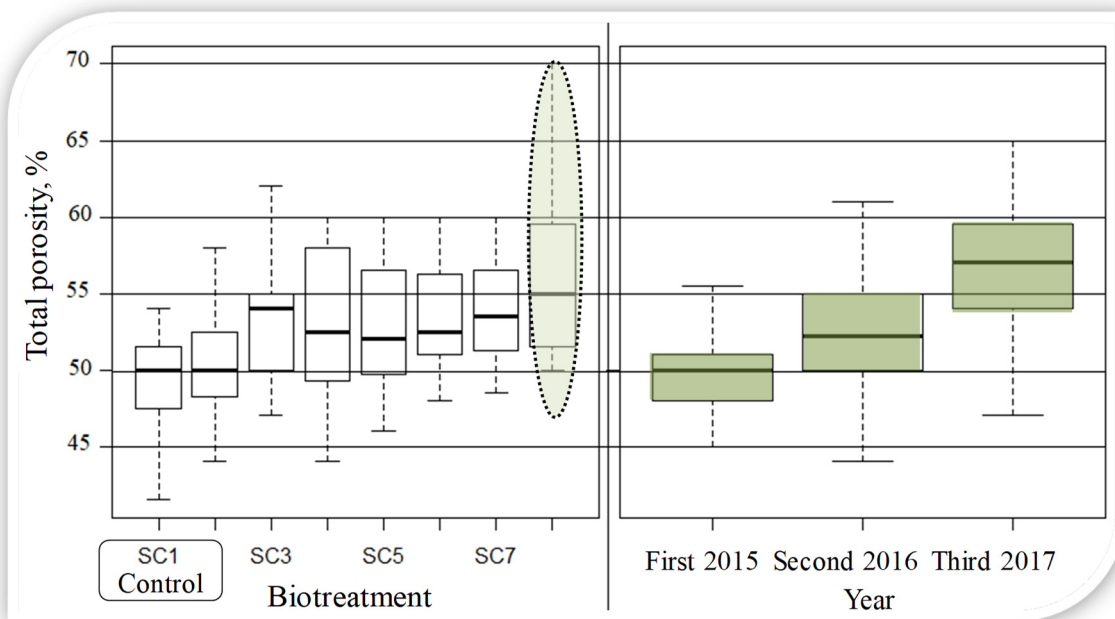 Total porosity, %
70
65
60
55
50
45
SC1 SC3 SC5 SC7
Control
Biotreatment
First 2015 Second 2016 Third 2017
Year